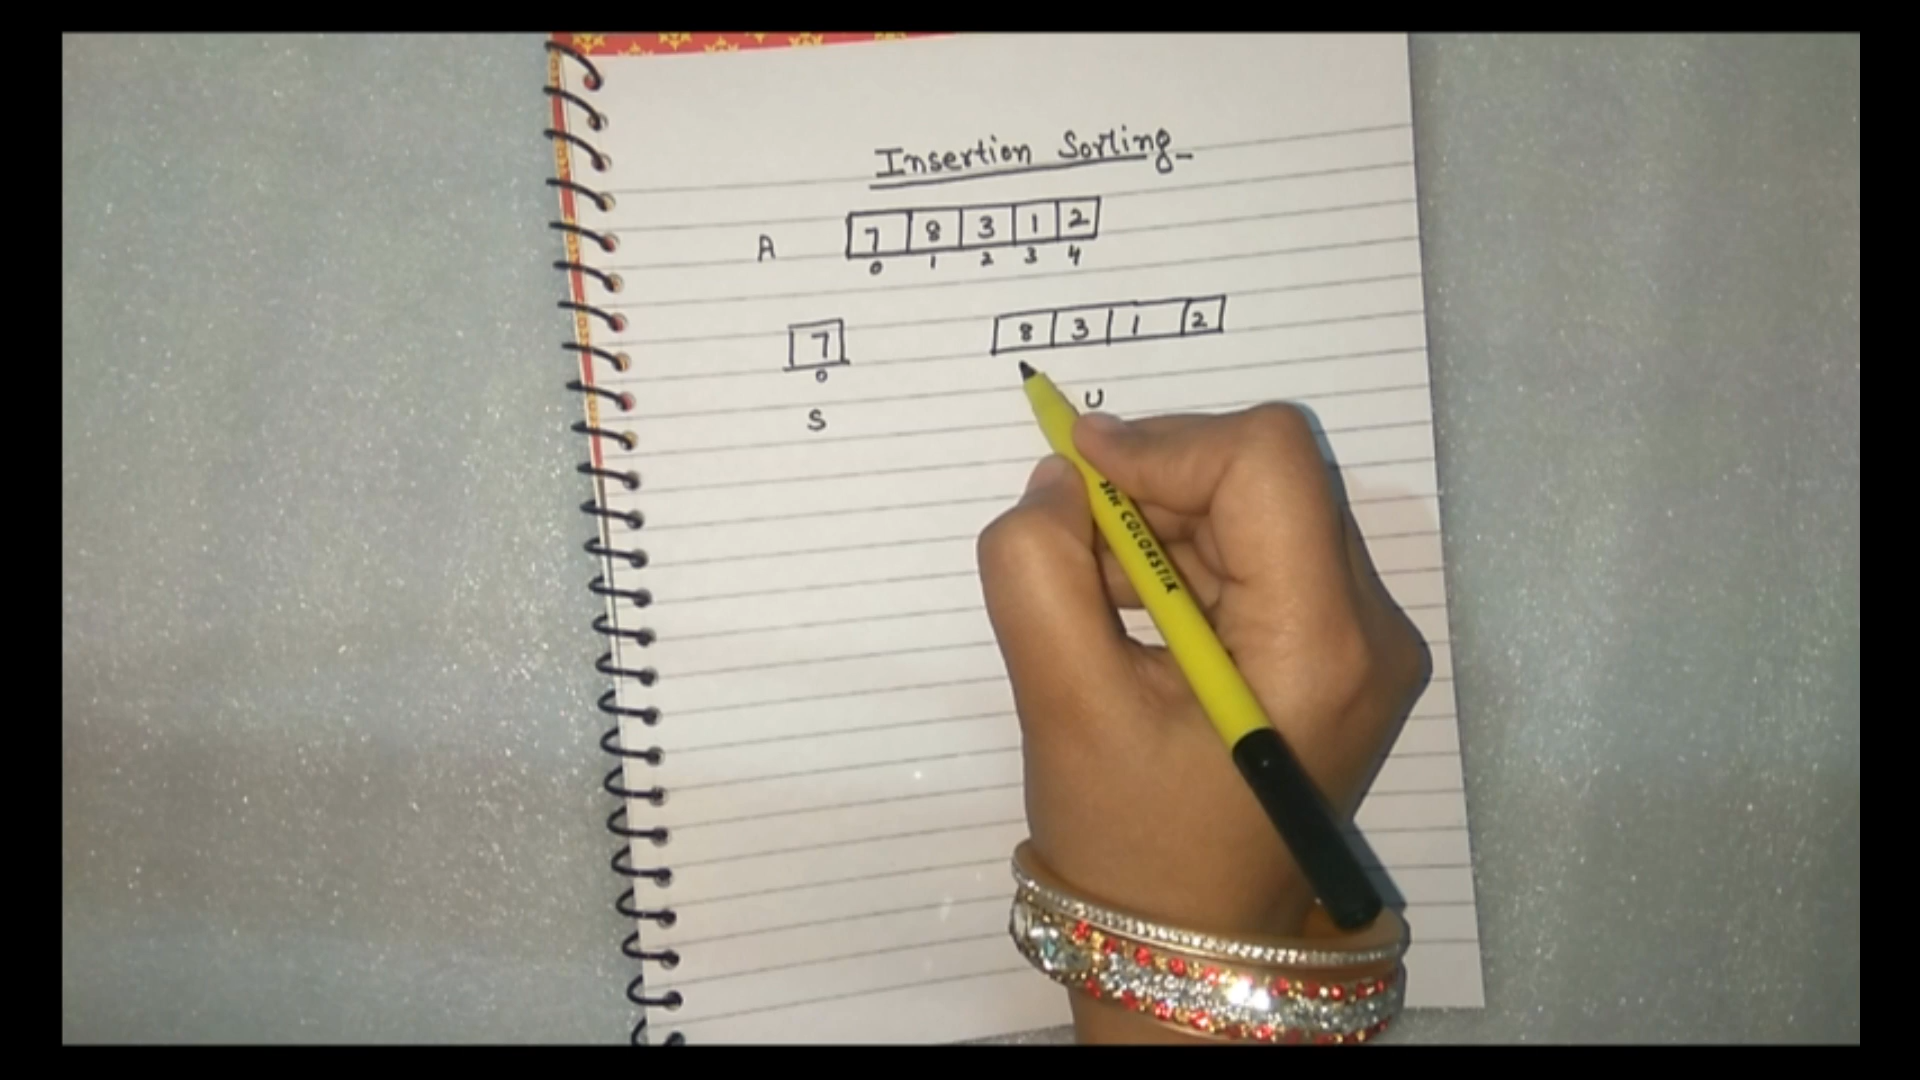 Insertion Sorting
A 7 8 3 1 2
0 1 2 3 4
7 8 3 1 2
0
S U
stic COLORSTIX